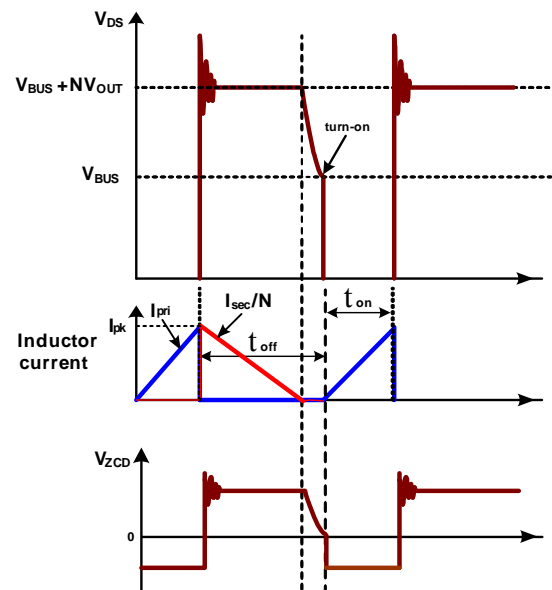 VDS
VBUS +NVOUT
turn-on
VBUS
Ipk
Ipri
Isec/N
ton
toff
Inductor
current
VZCD
0